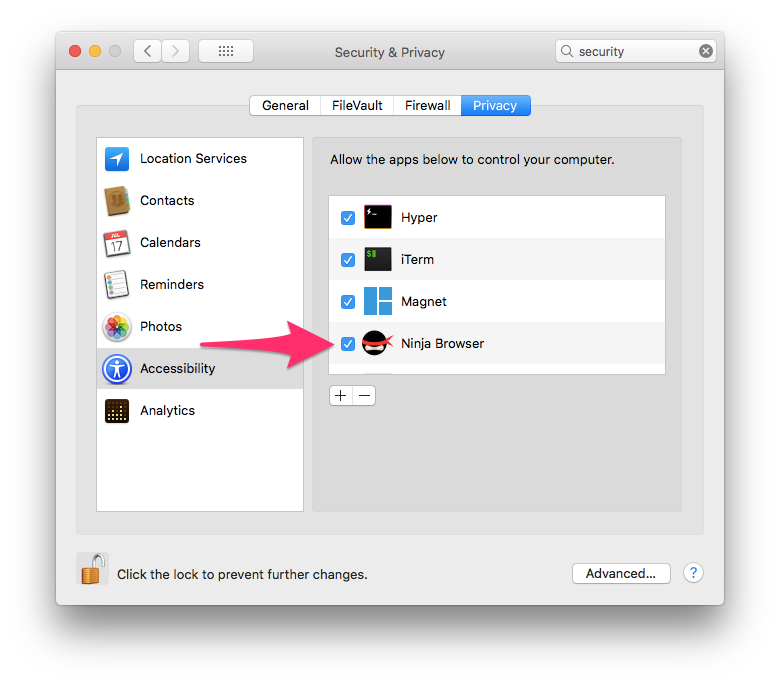 Security & Privacy
security
General
FileVault
Firewall
Privacy
Location Services
Contacts
JUL
17
Calendars
Reminders
Photos
Accessibility
Analytics
Allow the apps below to control your computer.
Hyper
$
iTerm
Magnet
Ninja Browser
+
−
Click the lock to prevent further changes.
Advanced...
?